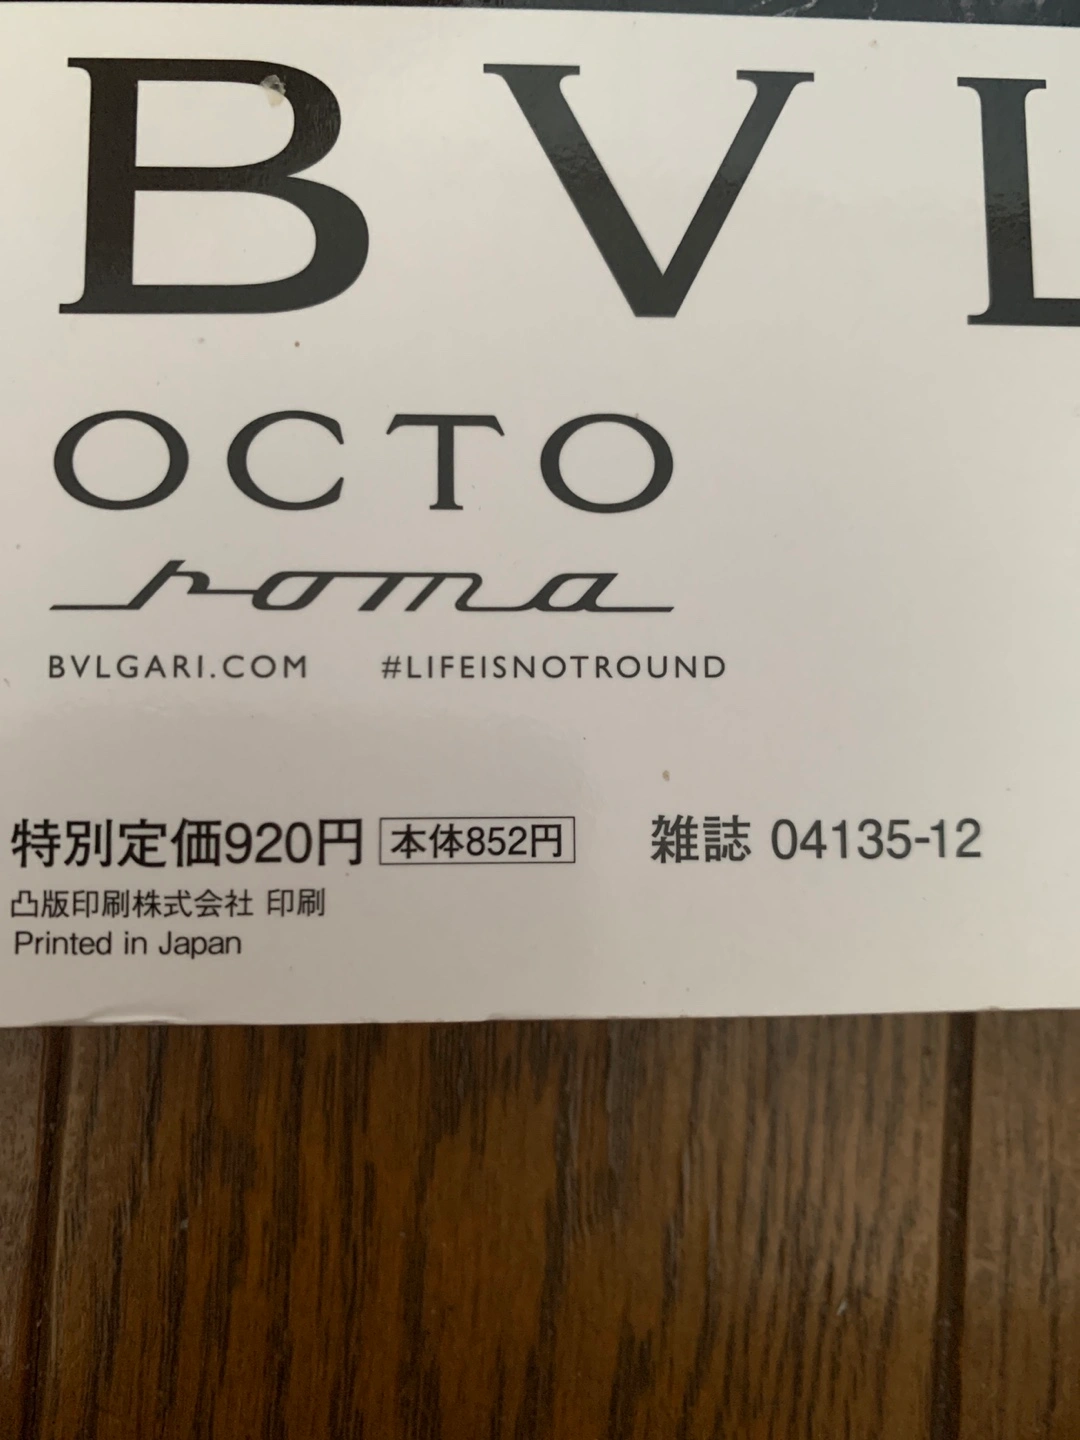 BVL
OCTO
roma
BVLGARI.COM #LIFEISNOTROUND
特別定価920円 本体852円 雑誌 04135-12
凸版印刷株式会社 印刷
Printed in Japan